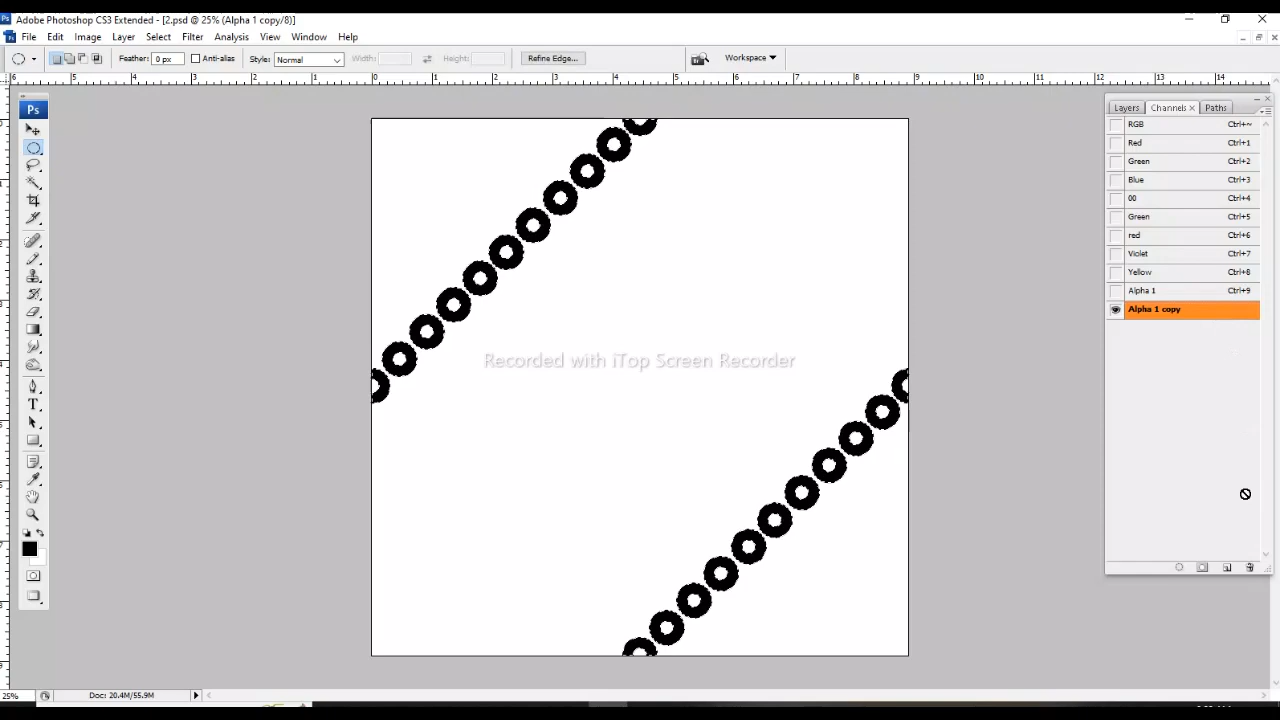 Adobe Photoshop CS3 Extended - [2.psd @ 25% (Alpha 1 copy/8)]
File Edit Image Layer Select Filter Analysis View Window Help
Feather: 0 px Anti-alias Style: Normal Width: Height: Refine Edge... Workspace
Ps
Layers Channels Paths
RGB Ctrl+~
Red Ctrl+1
Green Ctrl+2
Blue Ctrl+3
00 Ctrl+4
Green Ctrl+5
red Ctrl+6
Violet Ctrl+7
Yellow Ctrl+8
Alpha 1 Ctrl+9
Alpha 1 copy
Recorded with iTop Screen Recorder
25% Doc: 20.4M/55.9M